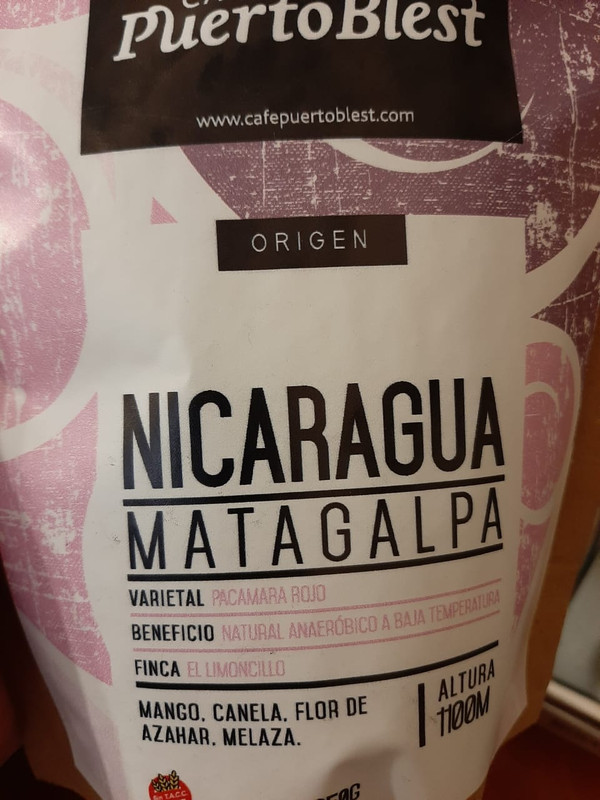 PuertoBlest
www.cafepuertoblest.com
ORIGEN
NICARAGUA
MATAGALPA
VARIETAL PACAMARA ROJO
BENEFICIO NATURAL ANAERÓBICO A BAJA TEMPERATURA
FINCA EL LIMONCILLO
MANGO, CANELA, FLOR DE
AZAHAR, MELAZA.
ALTURA
1100M
Sin T.A.C.C.